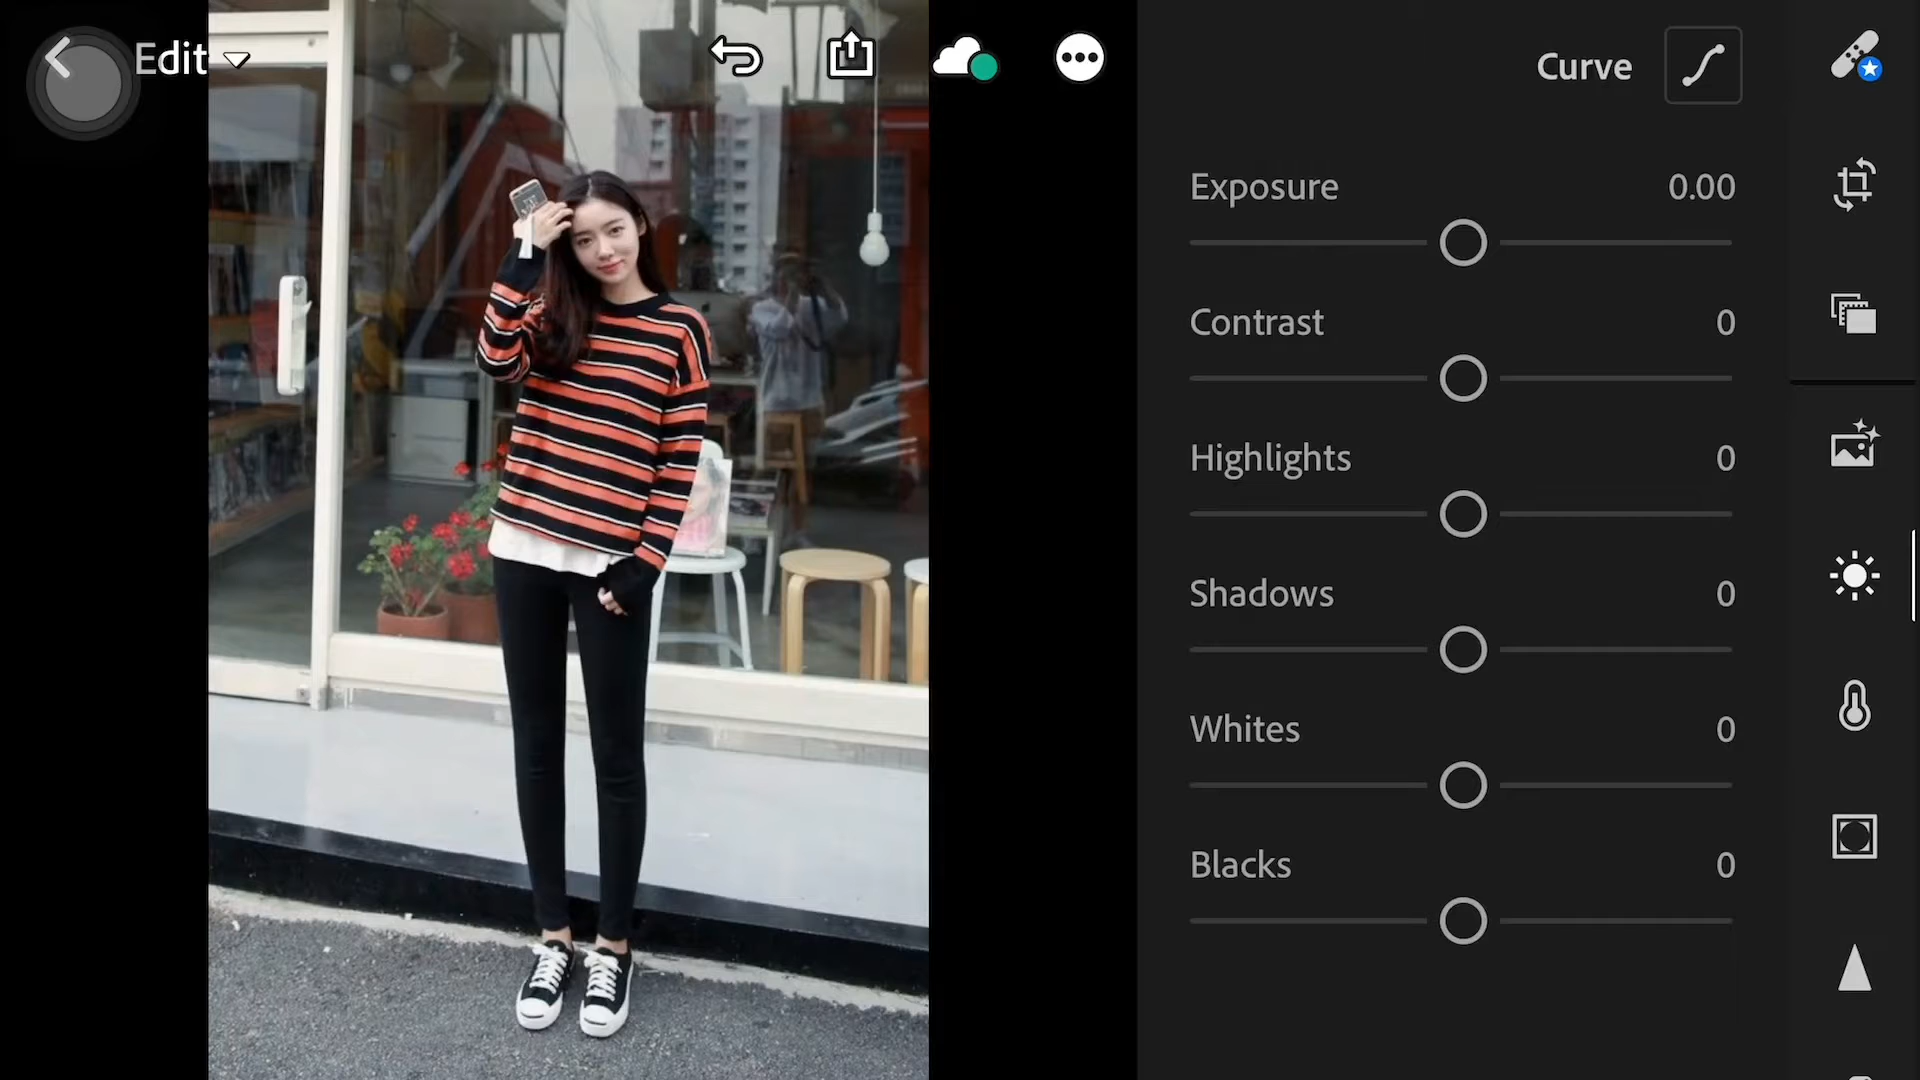 Edit
Curve
Exposure 0.00
Contrast 0
Highlights 0
Shadows 0
Whites 0
Blacks 0